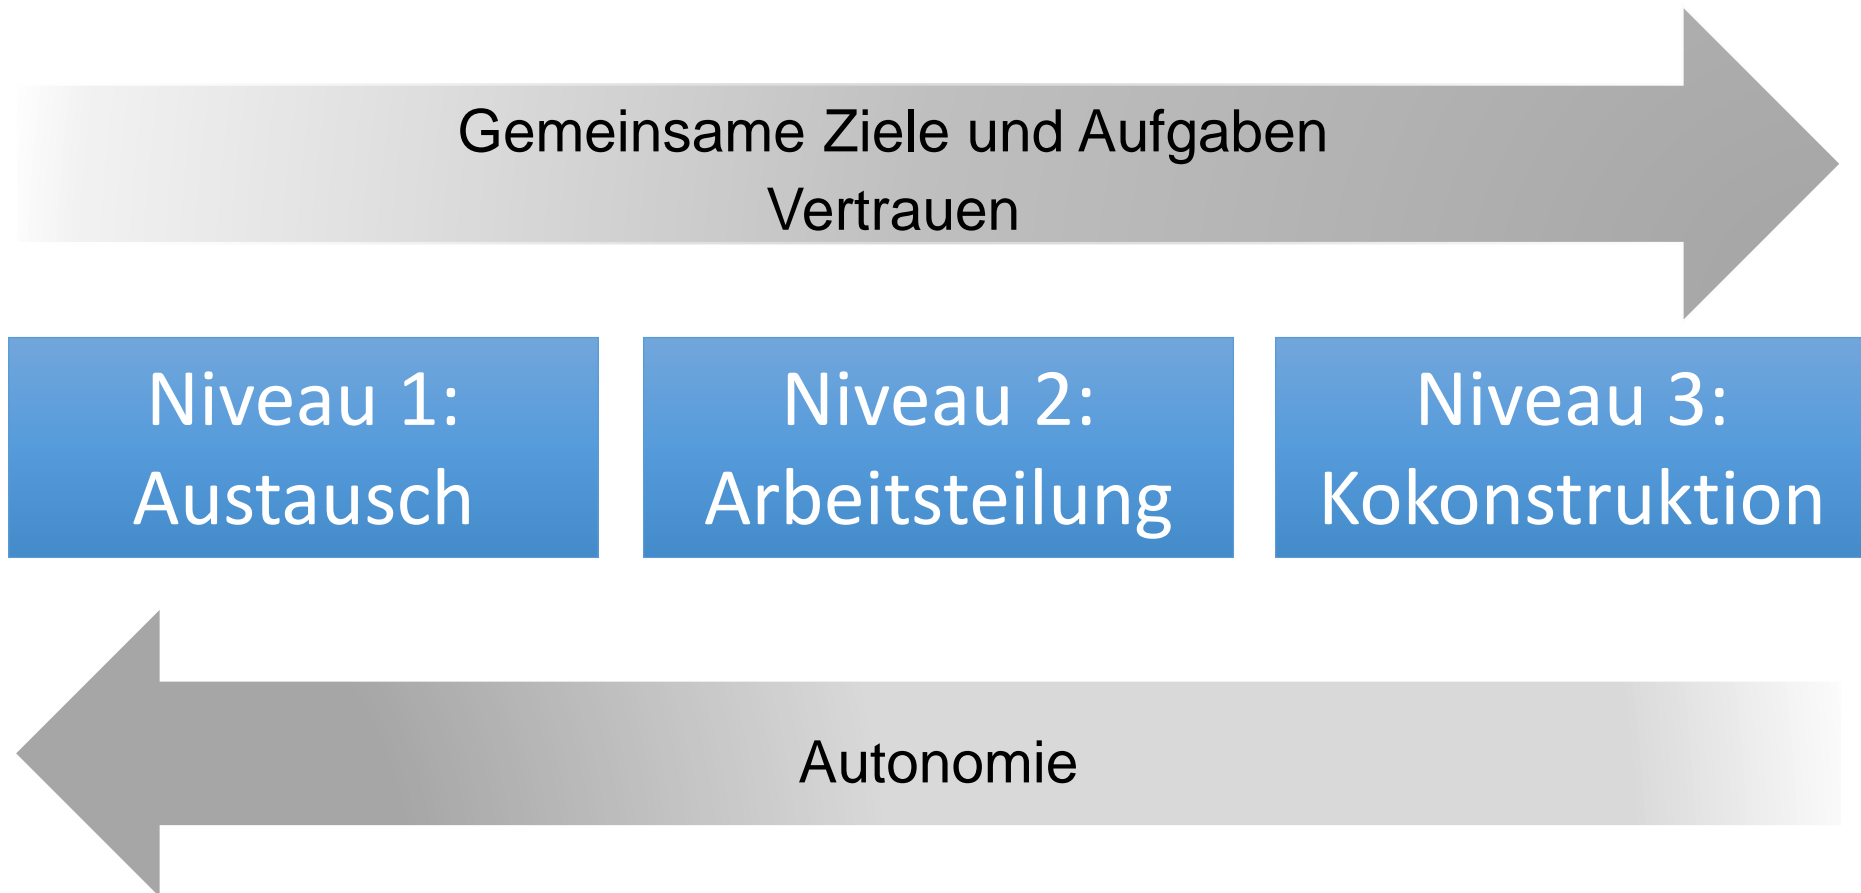 Gemeinsame Ziele und Aufgaben
Vertrauen
Niveau 1:
Austausch
Niveau 2:
Arbeitsteilung
Niveau 3:
Kokonstruktion
Autonomie